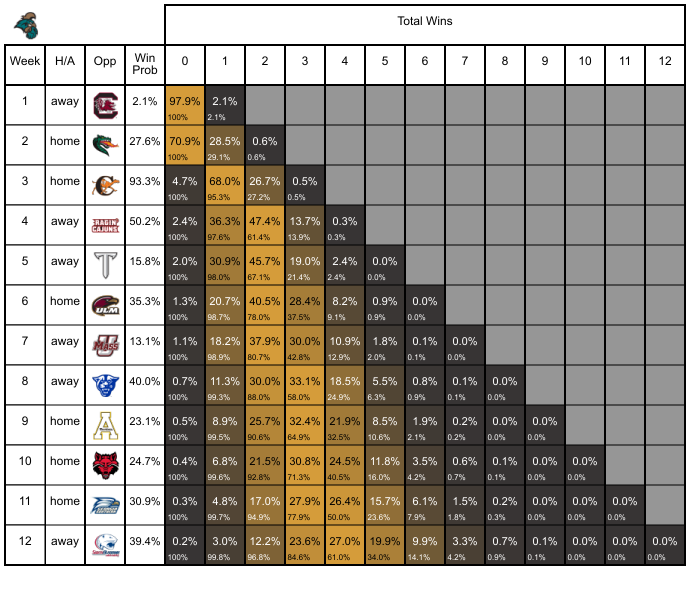 Total Wins
Week H/A Opp Win Prob 0 1 2 3 4 5 6 7 8 9 10 11 12
1 away 2.1% 97.9% 2.1%
100% 2.1%
2 home 27.6% 70.9% 28.5% 0.6%
100% 29.1% 0.6%
3 home 93.3% 4.7% 68.0% 26.7% 0.5%
100% 95.3% 27.2% 0.5%
4 away RAGIN CAJUNS 50.2% 2.4% 36.3% 47.4% 13.7% 0.3%
100% 97.6% 61.4% 13.9% 0.3%
5 away T 15.8% 2.0% 30.9% 45.7% 19.0% 2.4% 0.0%
100% 98.0% 67.1% 21.4% 2.4% 0.0%
6 home ULM 35.3% 1.3% 20.7% 40.5% 28.4% 8.2% 0.9% 0.0%
100% 98.7% 78.0% 37.5% 9.1% 0.9% 0.0%
7 away UMASS 13.1% 1.1% 18.2% 37.9% 30.0% 10.9% 1.8% 0.1% 0.0%
100% 98.9% 80.7% 42.8% 12.9% 2.0% 0.1% 0.0%
8 away 40.0% 0.7% 11.3% 30.0% 33.1% 18.5% 5.5% 0.8% 0.1% 0.0%
100% 99.3% 88.0% 58.0% 24.9% 6.3% 0.9% 0.1% 0.0%
9 home A 23.1% 0.5% 8.9% 25.7% 32.4% 21.9% 8.5% 1.9% 0.2% 0.0% 0.0%
100% 99.5% 90.6% 64.9% 32.5% 10.6% 2.1% 0.2% 0.0% 0.0%
10 home 24.7% 0.4% 6.8% 21.5% 30.8% 24.5% 11.8% 3.5% 0.6% 0.1% 0.0% 0.0%
100% 99.6% 92.8% 71.3% 40.5% 16.0% 4.2% 0.7% 0.1% 0.0% 0.0%
11 home 30.9% 0.3% 4.8% 17.0% 27.9% 26.4% 15.7% 6.1% 1.5% 0.2% 0.0% 0.0% 0.0%
100% 99.7% 94.9% 77.9% 50.0% 23.6% 7.9% 1.8% 0.3% 0.0% 0.0% 0.0%
12 away 39.4% 0.2% 3.0% 12.2% 23.6% 27.0% 19.9% 9.9% 3.3% 0.7% 0.1% 0.0% 0.0% 0.0%
100% 99.8% 96.8% 84.6% 61.0% 34.0% 14.1% 4.2% 0.9% 0.1% 0.0% 0.0% 0.0%